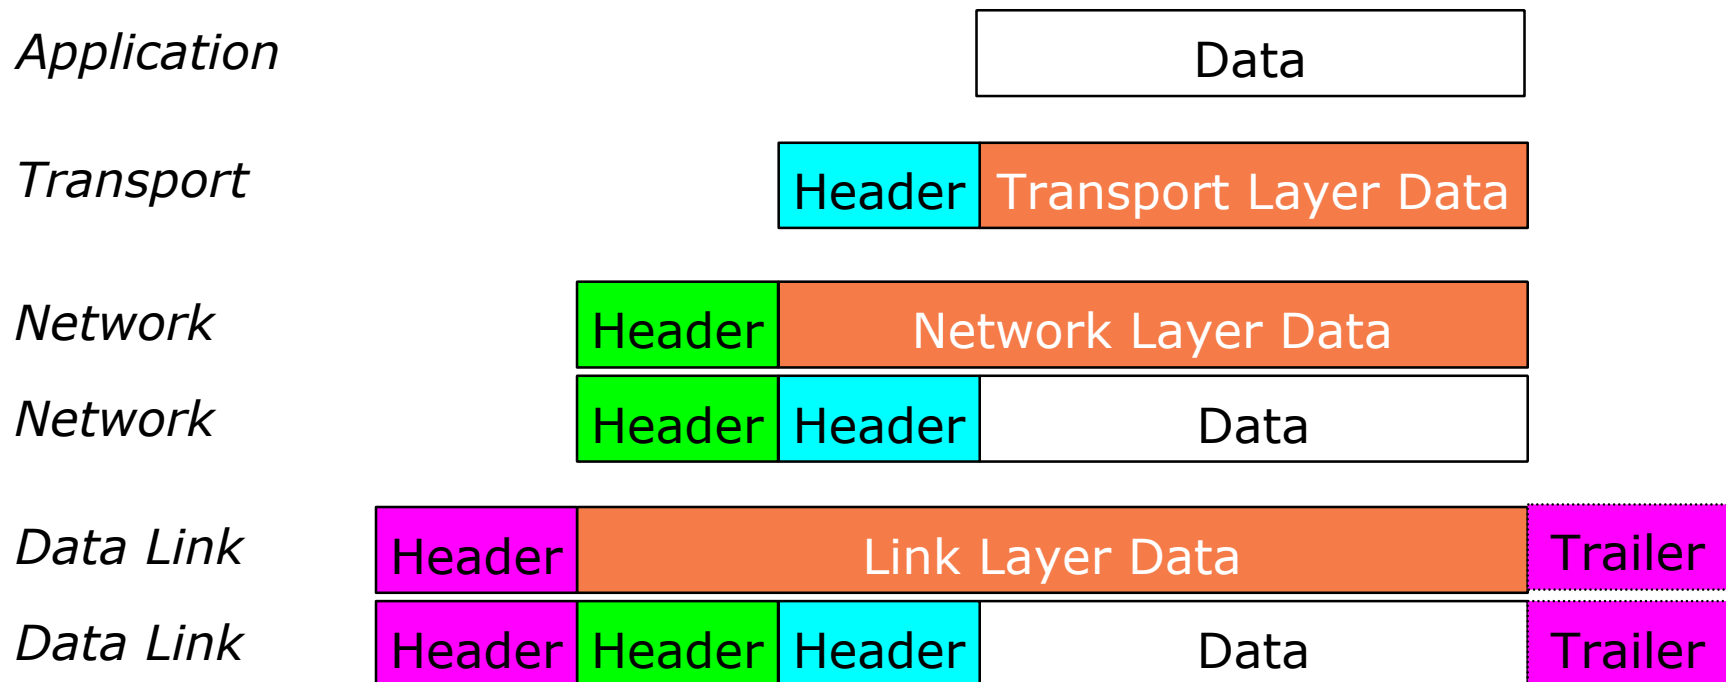 Application Data
Transport Header Transport Layer Data
Network Header Network Layer Data
Network Header Header Data
Data Link Header Link Layer Data Trailer
Data Link Header Header Header Data Trailer